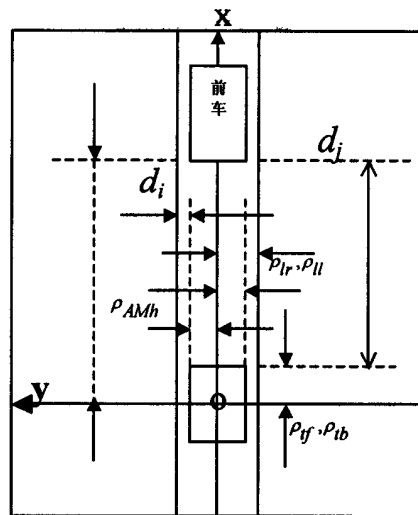 x
前
车
d_i
d_j
ρ_lr,ρ_ll
ρ_AMh
y
O
ρ_tf,ρ_tb